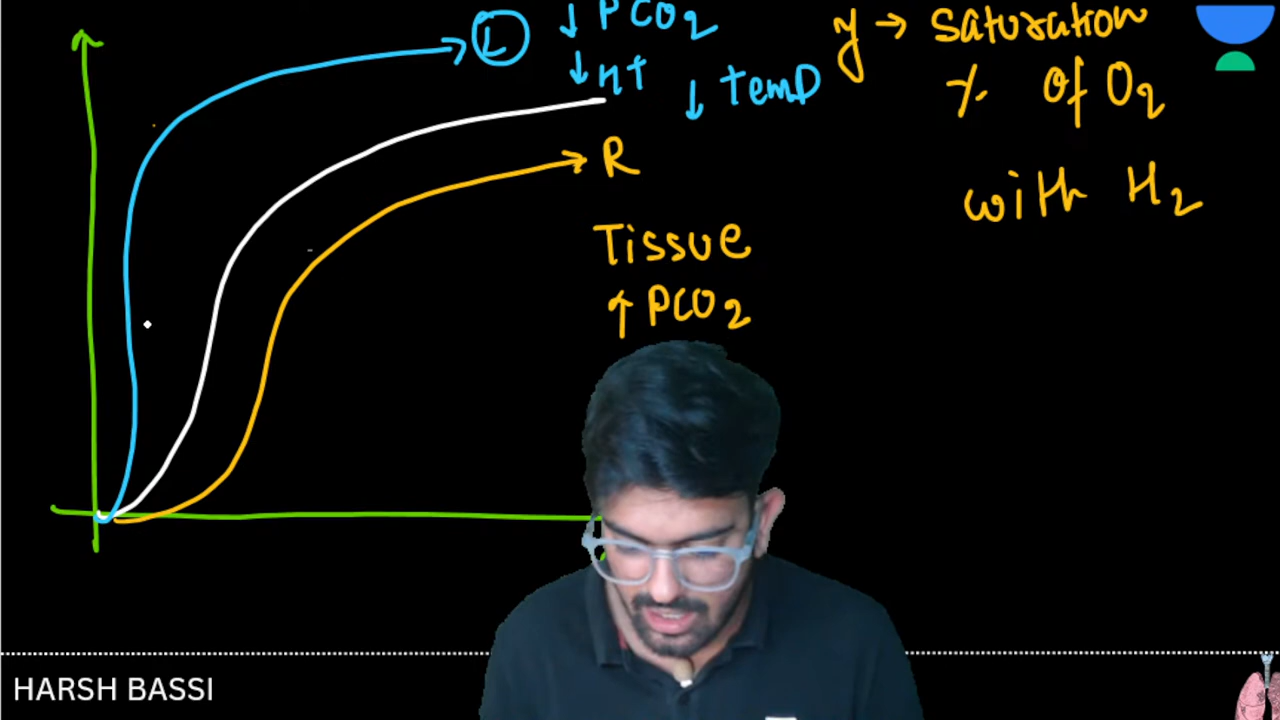 ↓ PCO2
L
↓ H+
↓ Temp
R
Tissue
↑ PCO2
y → Saturation
% of O2
with H2
HARSH BASSI